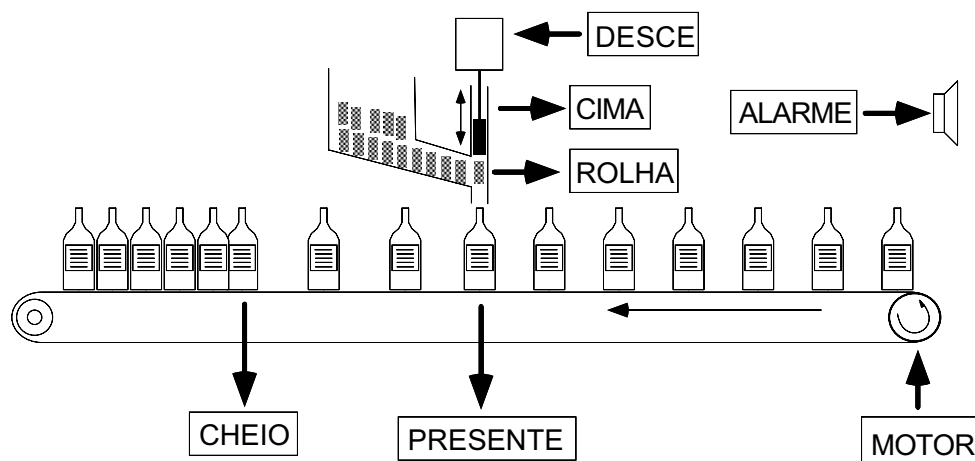 DESCE
CIMA
ALARME
ROLHA
CHEIO
PRESENTE
MOTOR